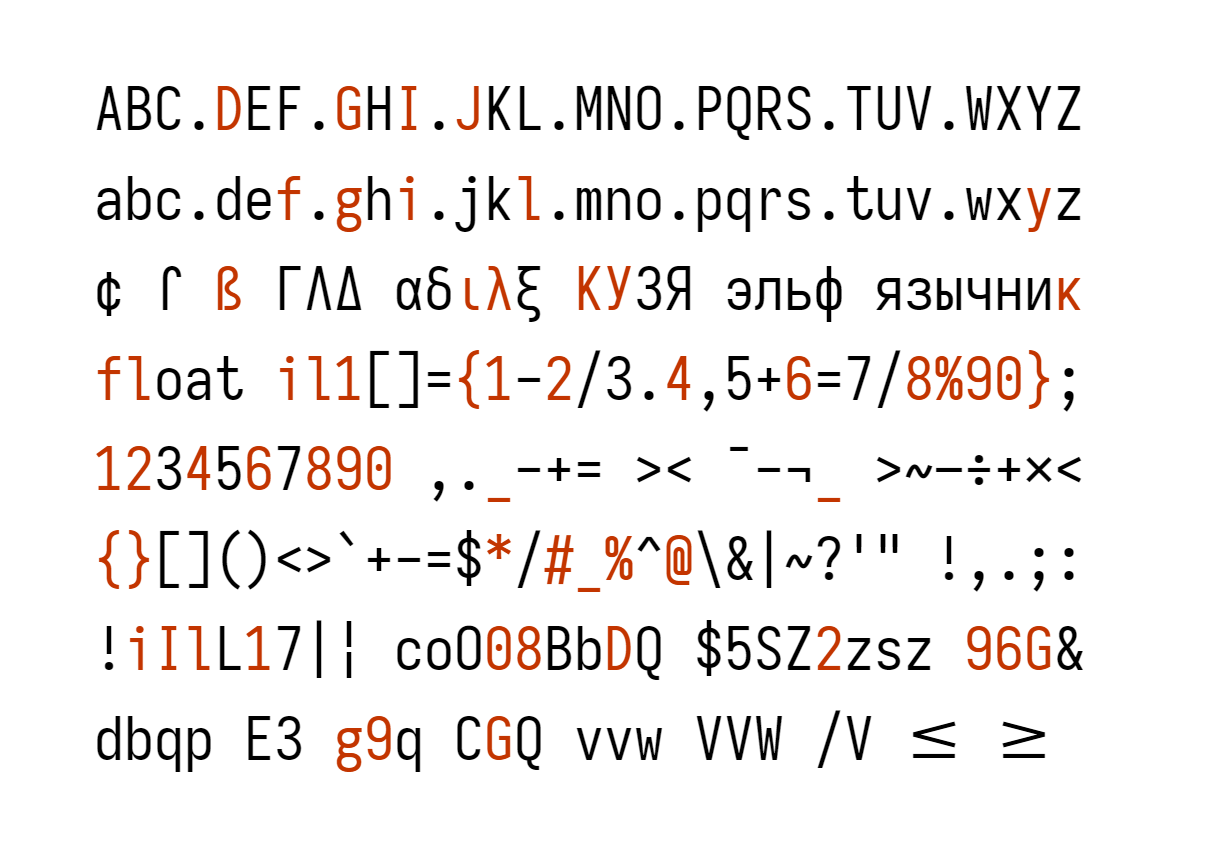 ABC.DEF.GHI.JKL.MNO.PQRS.TUV.WXYZ
abc.def.ghi.jkl.mno.pqrs.tuv.wxyz
¢ ſ ß ΓΛΔ αδιλξ КУЗЯ эльф язычник
float il1[]={1-2/3.4,5+6=7/8%90};
1234567890 ,._-+= >< ¯-¬_ >~–÷+×<
{}[]()<>`+-=$*/#_%^@\&|~?'" !,.;:
!iIlL17|¦ coO08BbDQ $5SZ2zsz 96G&
dbqp E3 g9q CGQ vvw VVW /V ≤ ≥